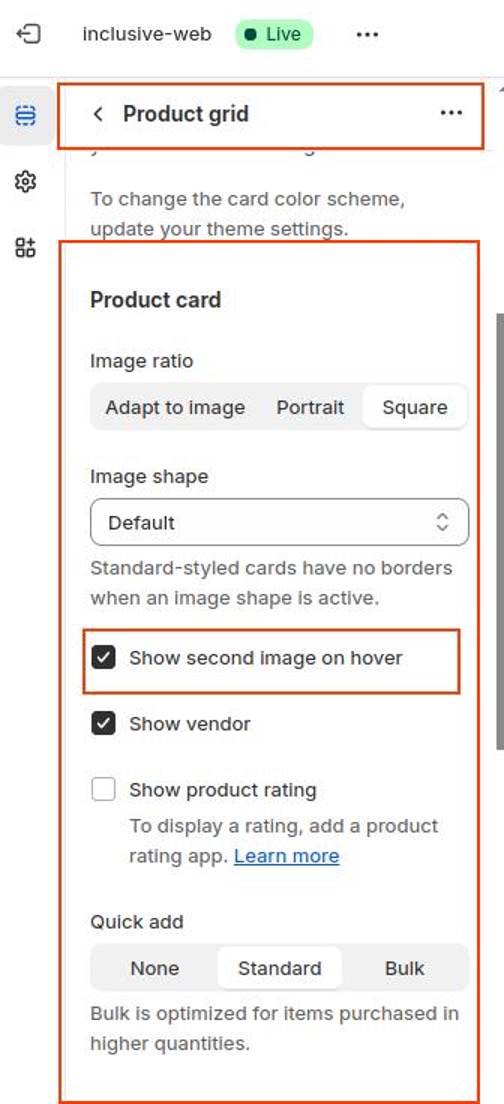 inclusive-web Live
Product grid
To change the card color scheme,
update your theme settings.
Product card
Image ratio
Adapt to image Portrait Square
Image shape
Default
Standard-styled cards have no borders
when an image shape is active.
Show second image on hover
Show vendor
Show product rating
To display a rating, add a product
rating app. Learn more
Quick add
None Standard Bulk
Bulk is optimized for items purchased in
higher quantities.